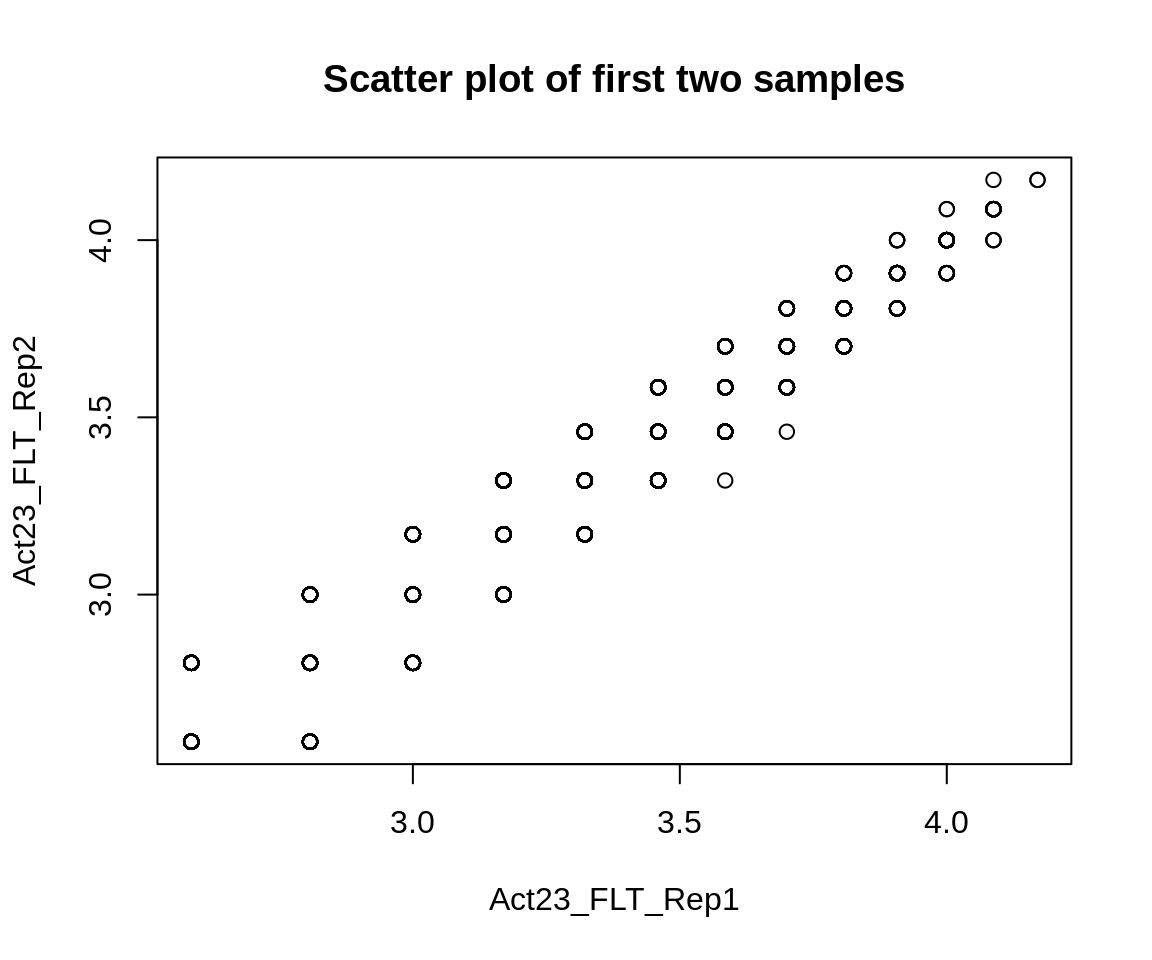 Scatter plot of first two samples
4.0
3.5
3.0
Act23_FLT_Rep2
3.0 3.5 4.0
Act23_FLT_Rep1